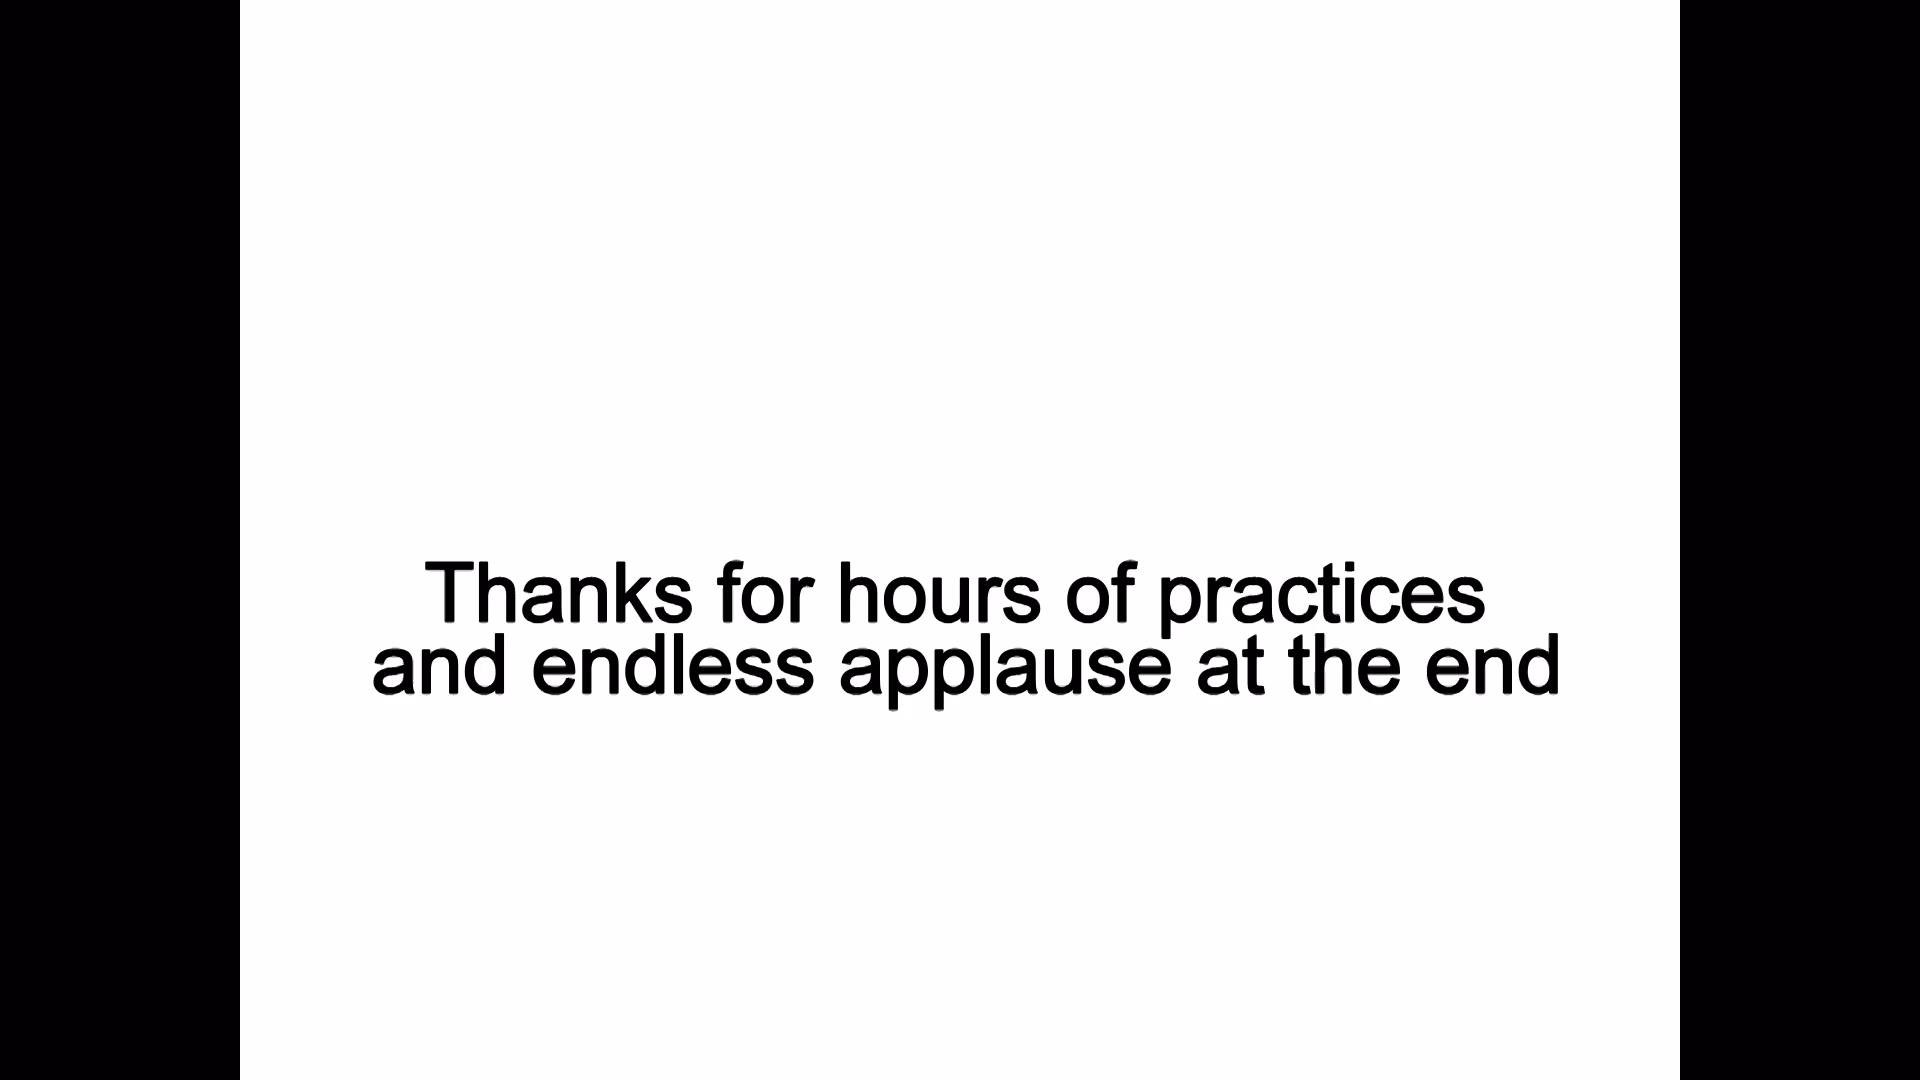 Thanks for hours of practices
and endless applause at the end